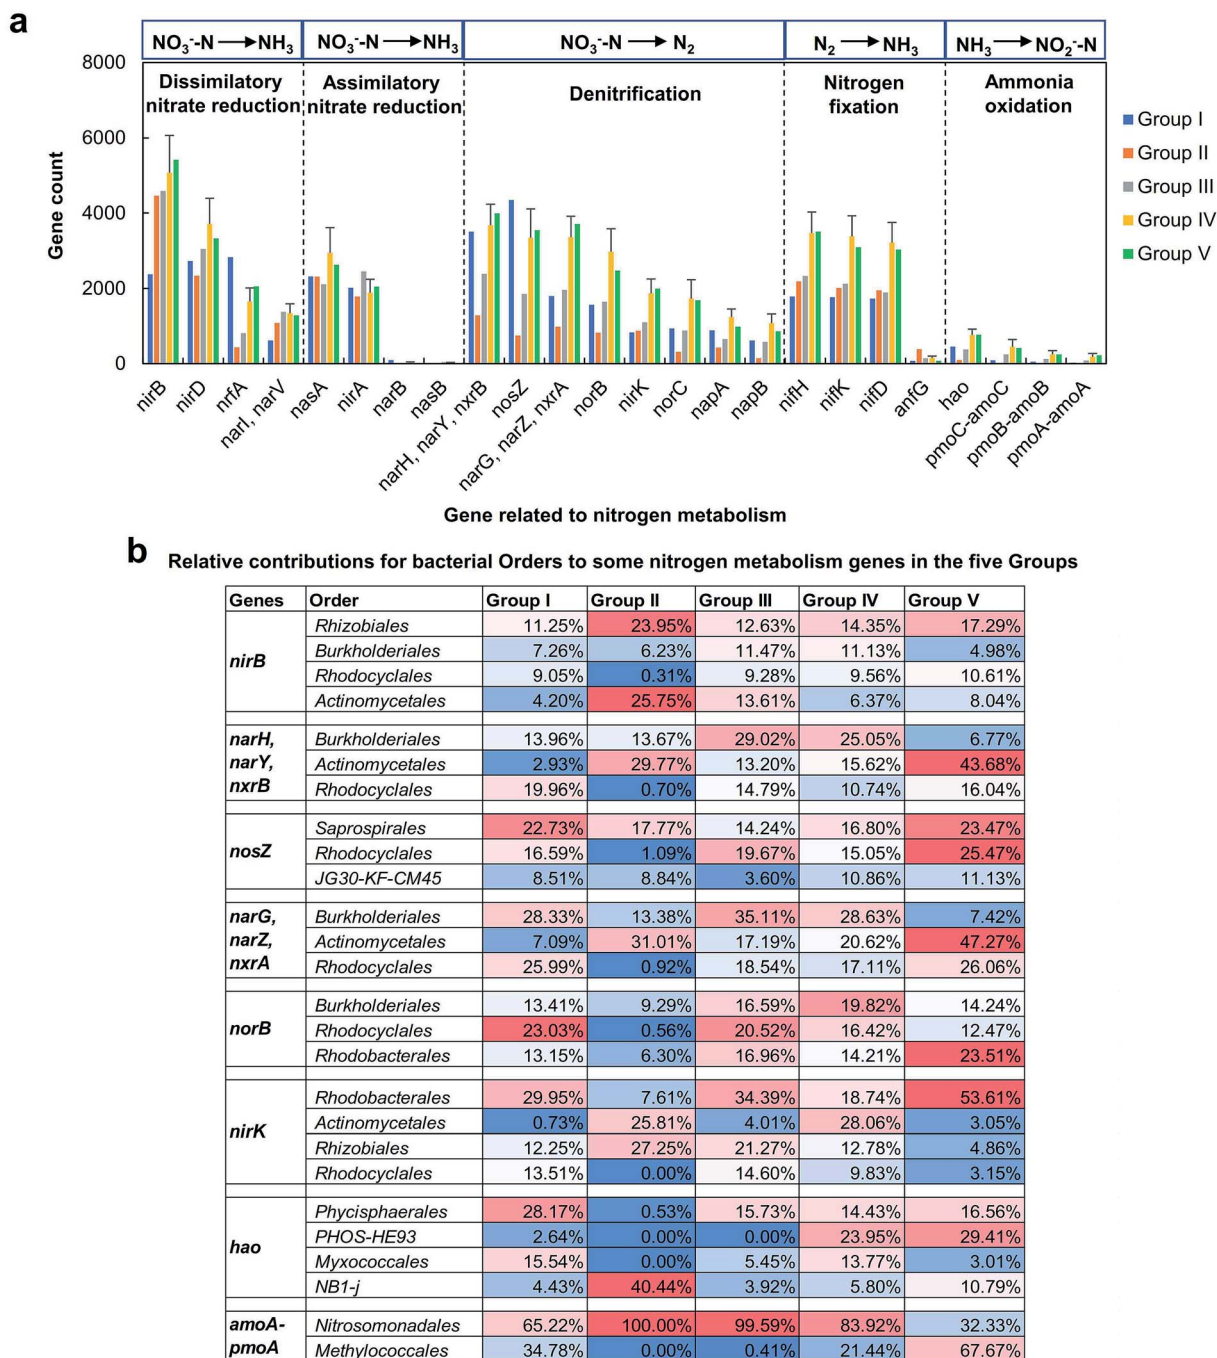 a
NO₃⁻-N → NH₃
NO₃⁻-N → NH₃
NO₃⁻-N → N₂
N₂ → NH₃
NH₃ → NO₂⁻-N
Dissimilatory
nitrate reduction
Assimilatory
nitrate reduction
Denitrification
Nitrogen
fixation
Ammonia
oxidation
8000
6000
4000
2000
0
Gene count
Group I
Group II
Group III
Group IV
Group V
nirB
nirD
nrfA
narI, narV
nasA
nirA
narB
nasB
narH, narY, nxrB
nosZ
narG, narZ, nxrA
norB
nirK
norC
napA
napB
nifH
nifK
nifD
anfG
hao
pmoC-amoC
pmoB-amoB
pmoA-amoA
Gene related to nitrogen metabolism
b
Relative contributions for bacterial Orders to some nitrogen metabolism genes in the five Groups
Genes Order Group I Group II Group III Group IV Group V
nirB
Rhizobiales 11.25% 23.95% 12.63% 14.35% 17.29%
Burkholderiales 7.26% 6.23% 11.47% 11.13% 4.98%
Rhodocyclales 9.05% 0.31% 9.28% 9.56% 10.61%
Actinomycetales 4.20% 25.75% 13.61% 6.37% 8.04%
narH,
narY,
nxrB
Burkholderiales 13.96% 13.67% 29.02% 25.05% 6.77%
Actinomycetales 2.93% 29.77% 13.20% 15.62% 43.68%
Rhodocyclales 19.96% 0.70% 14.79% 10.74% 16.04%
nosZ
Saprospirales 22.73% 17.77% 14.24% 16.80% 23.47%
Rhodocyclales 16.59% 1.09% 19.67% 15.05% 25.47%
JG30-KF-CM45 8.51% 8.84% 3.60% 10.86% 11.13%
narG,
narZ,
nxrA
Burkholderiales 28.33% 13.38% 35.11% 28.63% 7.42%
Actinomycetales 7.09% 31.01% 17.19% 20.62% 47.27%
Rhodocyclales 25.99% 0.92% 18.54% 17.11% 26.06%
norB
Burkholderiales 13.41% 9.29% 16.59% 19.82% 14.24%
Rhodocyclales 23.03% 0.56% 20.52% 16.42% 12.47%
Rhodobacterales 13.15% 6.30% 16.96% 14.21% 23.51%
nirK
Rhodobacterales 29.95% 7.61% 34.39% 18.74% 53.61%
Actinomycetales 0.73% 25.81% 4.01% 28.06% 3.05%
Rhizobiales 12.25% 27.25% 21.27% 12.78% 4.86%
Rhodocyclales 13.51% 0.00% 14.60% 9.83% 3.15%
hao
Phycisphaerales 28.17% 0.53% 15.73% 14.43% 16.56%
PHOS-HE93 2.64% 0.00% 0.00% 23.95% 29.41%
Myxococcales 15.54% 0.00% 5.45% 13.77% 3.01%
NB1-j 4.43% 40.44% 3.92% 5.80% 10.79%
amoA-
pmoA
Nitrosomonadales 65.22% 100.00% 99.59% 83.92% 32.33%
Methylococcales 34.78% 0.00% 0.41% 21.44% 67.67%